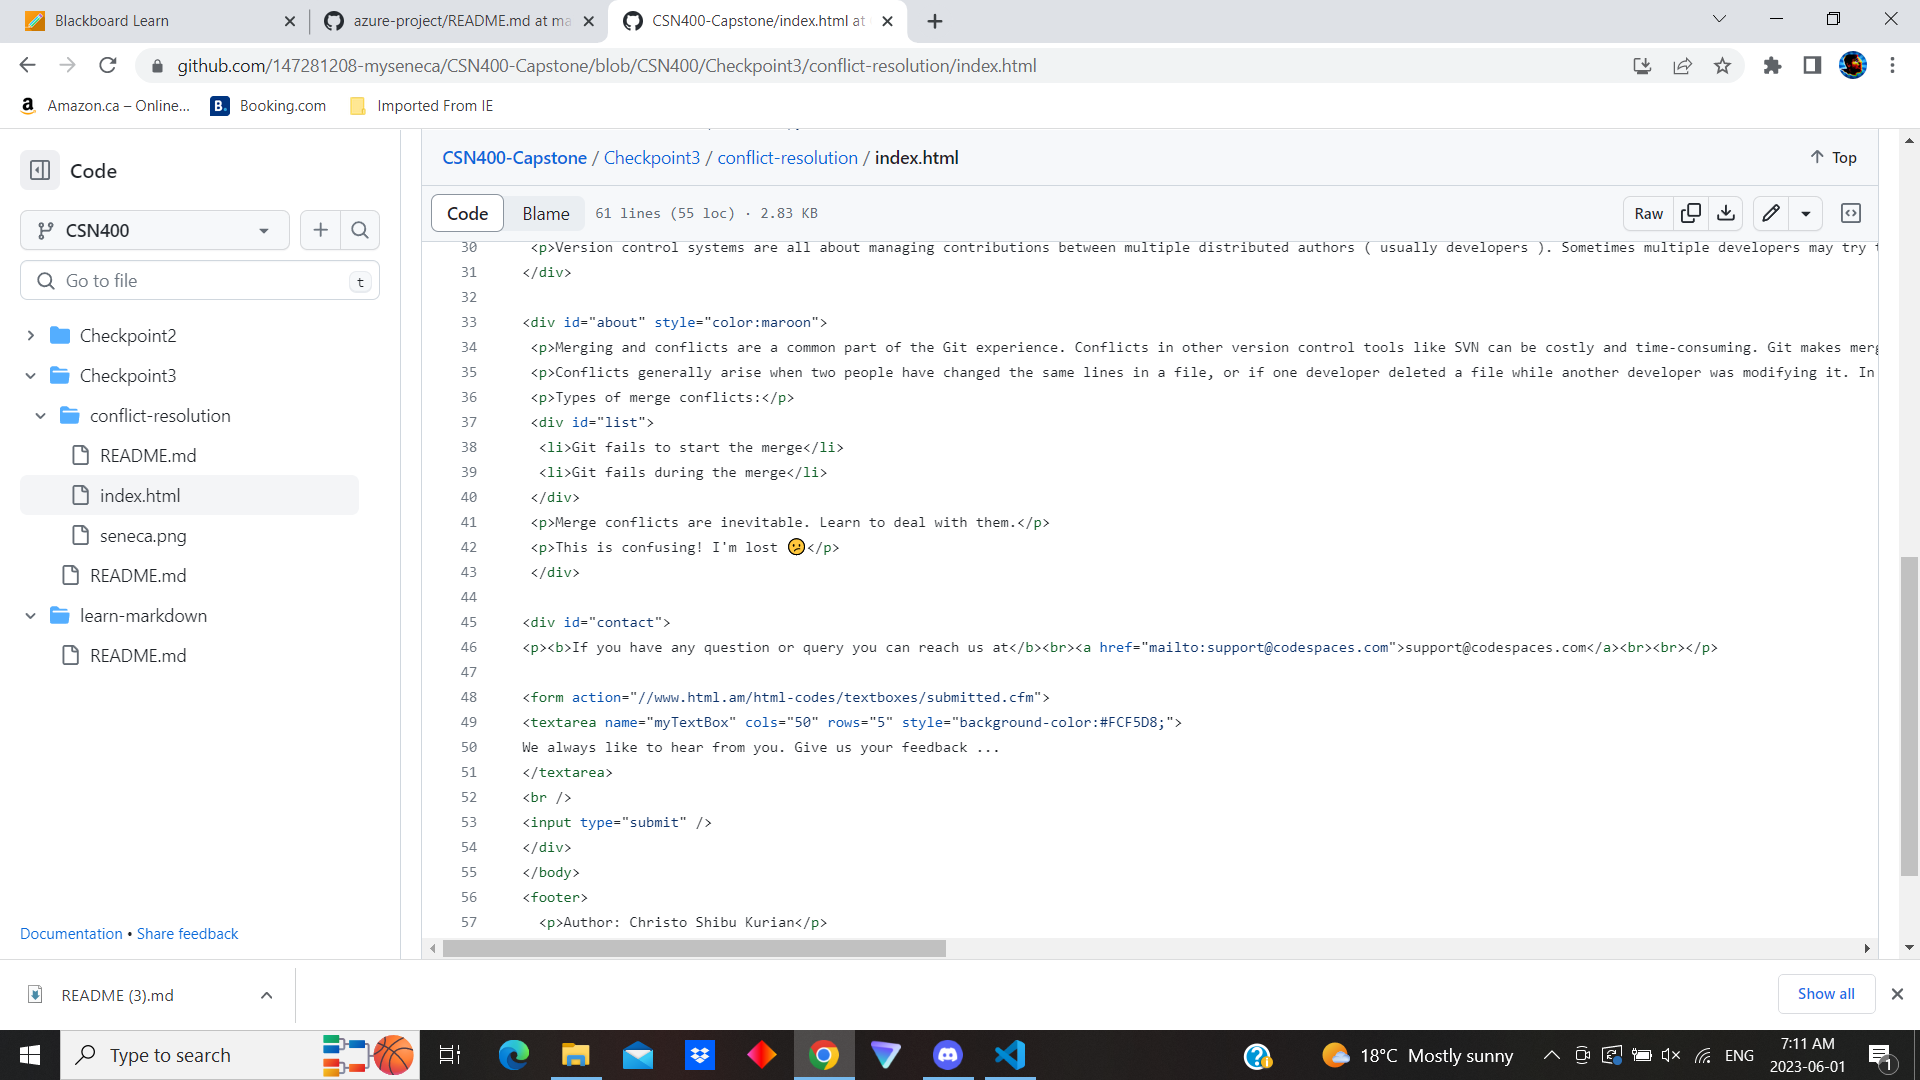 Blackboard Learn
azure-project/README.md at ma
CSN400-Capstone/index.html at
github.com/147281208-myseneca/CSN400-Capstone/blob/CSN400/Checkpoint3/conflict-resolution/index.html
Amazon.ca – Online...
Booking.com
Imported From IE
Code
CSN400
Go to file
t
Checkpoint2
Checkpoint3
conflict-resolution
README.md
index.html
seneca.png
README.md
learn-markdown
README.md
Documentation • Share feedback
CSN400-Capstone / Checkpoint3 / conflict-resolution / index.html
Top
Code Blame 61 lines (55 loc) · 2.83 KB
Raw
30 <p>Version control systems are all about managing contributions between multiple distributed authors ( usually developers ). Sometimes multiple developers may try
31 </div>
32
33 <div id="about" style="color:maroon">
34 <p>Merging and conflicts are a common part of the Git experience. Conflicts in other version control tools like SVN can be costly and time-consuming. Git makes
35 <p>Conflicts generally arise when two people have changed the same lines in a file, or if one developer deleted a file while another developer was modifying it. In
36 <p>Types of merge conflicts:</p>
37 <div id="list">
38 <li>Git fails to start the merge</li>
39 <li>Git fails during the merge</li>
40 </div>
41 <p>Merge conflicts are inevitable. Learn to deal with them.</p>
42 <p>This is confusing! I'm lost 😕</p>
43 </div>
44
45 <div id="contact">
46 <p><b>If you have any question or query you can reach us at</b><br><a href="mailto:support@codespaces.com">support@codespaces.com</a><br><br></p>
47
48 <form action="//www.html.am/html-codes/textboxes/submitted.cfm">
49 <textarea name="myTextBox" cols="50" rows="5" style="background-color:#FCF5D8;">
50 We always like to hear from you. Give us your feedback ...
51 </textarea>
52 <br />
53 <input type="submit" />
54 </div>
55 </body>
56 <footer>
57 <p>Author: Christo Shibu Kurian</p>
README (3).md
Show all
Type to search
18°C Mostly sunny
ENG
7:11 AM
2023-06-01
1